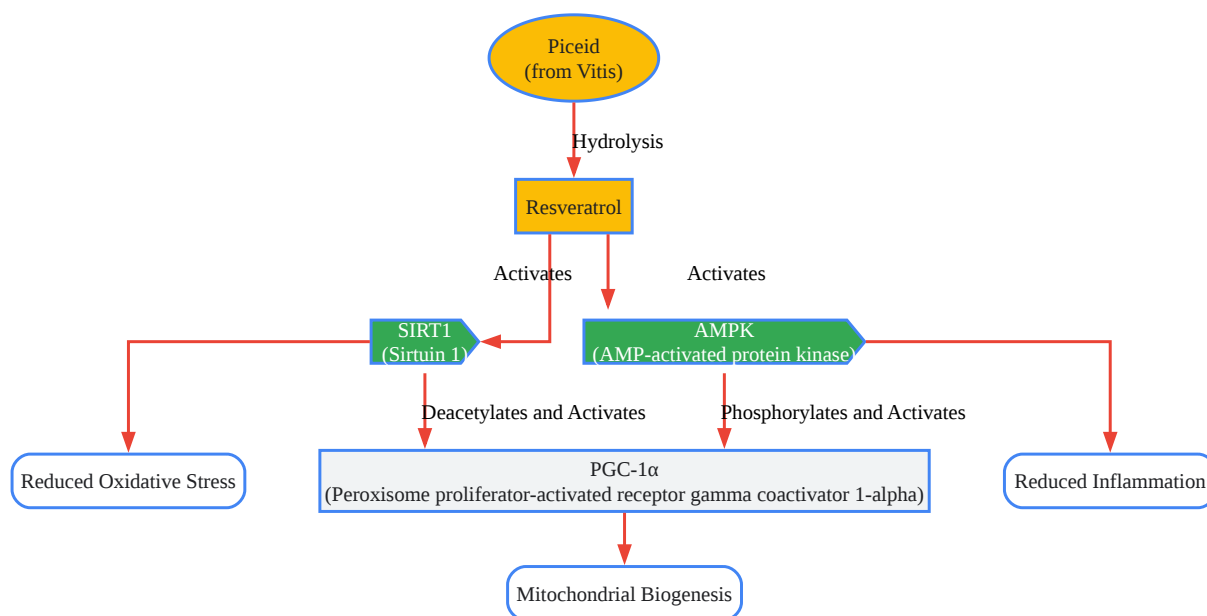 Piceid
(from Vitis)
Hydrolysis
Resveratrol
Activates
Activates
SIRT1
(Sirtuin 1)
AMPK
(AMP-activated protein kinase)
Deacetylates and Activates
Phosphorylates and Activates
Reduced Oxidative Stress
PGC-1α
(Peroxisome proliferator-activated receptor gamma coactivator 1-alpha)
Reduced Inflammation
Mitochondrial Biogenesis